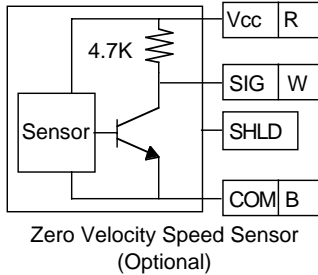 Vcc R
4.7K
SIG W
Sensor
SHLD
COM B
Zero Velocity Speed Sensor
(Optional)